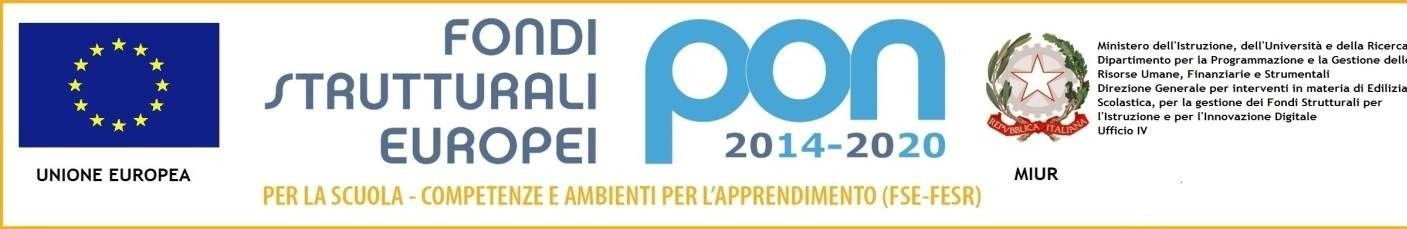 UNIONE EUROPEA
FONDI
STRUTTURALI
EUROPEI
pon
2014-2020
PER LA SCUOLA - COMPETENZE E AMBIENTI PER L'APPRENDIMENTO (FSE-FESR)
REPVBBLICA ITALIANA
MIUR
Ministero dell'Istruzione, dell'Università e della Ricerca
Dipartimento per la Programmazione e la Gestione delle
Risorse Umane, Finanziarie e Strumentali
Direzione Generale per interventi in materia di Edilizia
Scolastica, per la gestione dei Fondi Strutturali per
l'Istruzione e per l'Innovazione Digitale
Ufficio IV